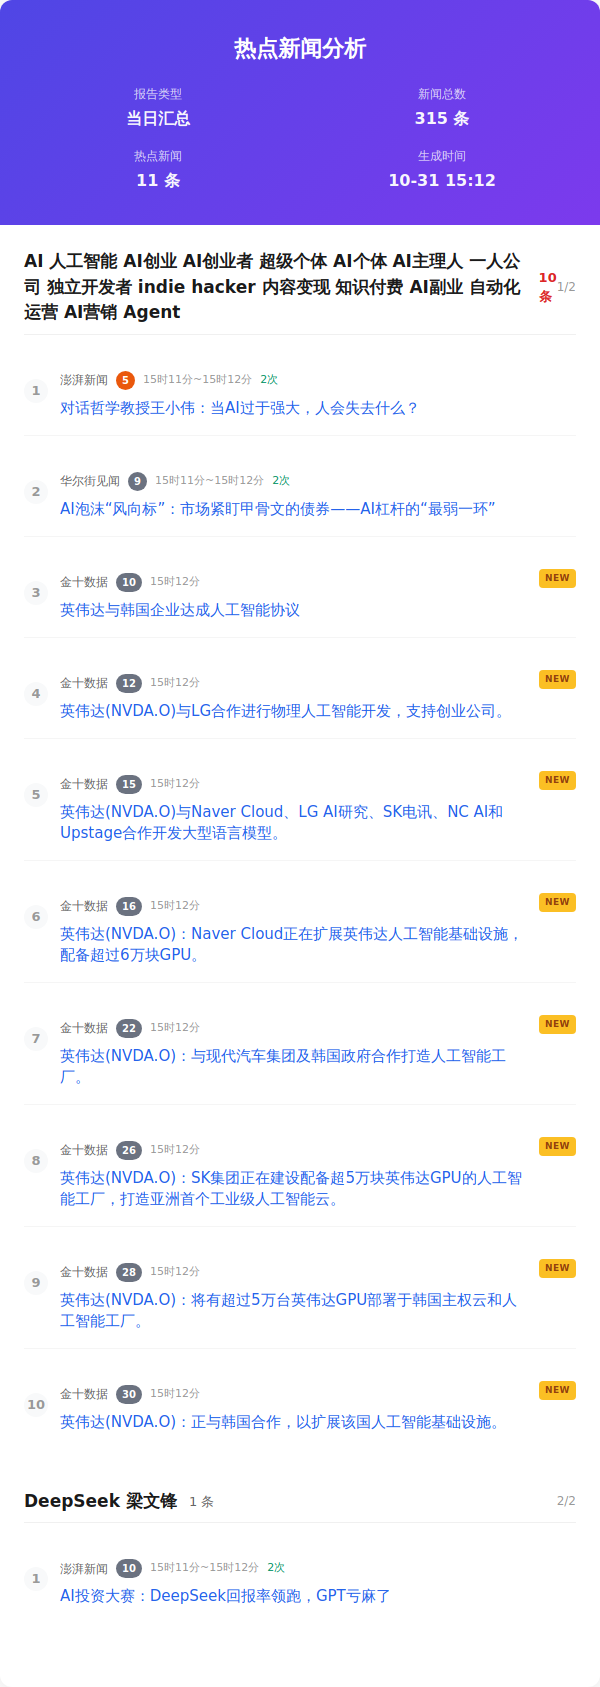 热点新闻分析
报告类型
当日汇总
新闻总数
315 条
热点新闻
11 条
生成时间
10-31 15:12
AI 人工智能 AI创业 AI创业者 超级个体 AI个体 AI主理人 一人公
司 独立开发者 indie hacker 内容变现 知识付费 AI副业 自动化
运营 AI营销 Agent
10
条
1/2
1
澎湃新闻 5 15时11分~15时12分 2次
对话哲学教授王小伟：当AI过于强大，人会失去什么？
2
华尔街见闻 9 15时11分~15时12分 2次
AI泡沫“风向标”：市场紧盯甲骨文的债券——AI杠杆的“最弱一环”
3
金十数据 10 15时12分
NEW
英伟达与韩国企业达成人工智能协议
4
金十数据 12 15时12分
NEW
英伟达(NVDA.O)与LG合作进行物理人工智能开发，支持创业公司。
5
金十数据 15 15时12分
NEW
英伟达(NVDA.O)与Naver Cloud、LG AI研究、SK电讯、NC AI和
Upstage合作开发大型语言模型。
6
金十数据 16 15时12分
NEW
英伟达(NVDA.O)：Naver Cloud正在扩展英伟达人工智能基础设施，
配备超过6万块GPU。
7
金十数据 22 15时12分
NEW
英伟达(NVDA.O)：与现代汽车集团及韩国政府合作打造人工智能工
厂。
8
金十数据 26 15时12分
NEW
英伟达(NVDA.O)：SK集团正在建设配备超5万块英伟达GPU的人工智
能工厂，打造亚洲首个工业级人工智能云。
9
金十数据 28 15时12分
NEW
英伟达(NVDA.O)：将有超过5万台英伟达GPU部署于韩国主权云和人
工智能工厂。
10
金十数据 30 15时12分
NEW
英伟达(NVDA.O)：正与韩国合作，以扩展该国人工智能基础设施。
DeepSeek 梁文锋 1 条
2/2
1
澎湃新闻 10 15时11分~15时12分 2次
AI投资大赛：DeepSeek回报率领跑，GPT亏麻了